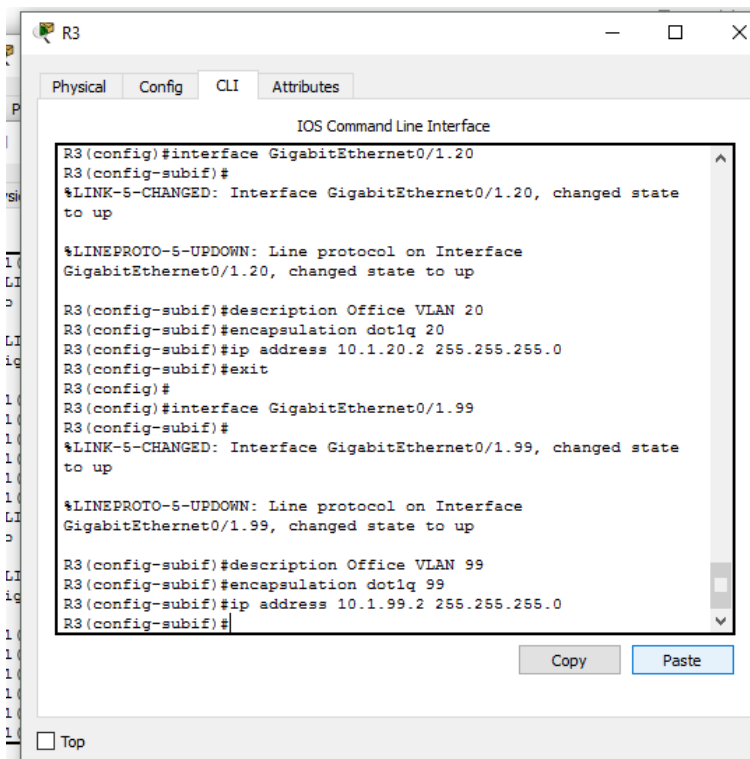 R3
Physical Config CLI Attributes
IOS Command Line Interface
R3(config)#interface GigabitEthernet0/1.20
R3(config-subif)#
%LINK-5-CHANGED: Interface GigabitEthernet0/1.20, changed state
to up
%LINEPROTO-5-UPDOWN: Line protocol on Interface
GigabitEthernet0/1.20, changed state to up
R3(config-subif)#description Office VLAN 20
R3(config-subif)#encapsulation dot1q 20
R3(config-subif)#ip address 10.1.20.2 255.255.255.0
R3(config-subif)#exit
R3(config)#
R3(config)#interface GigabitEthernet0/1.99
R3(config-subif)#
%LINK-5-CHANGED: Interface GigabitEthernet0/1.99, changed state
to up
%LINEPROTO-5-UPDOWN: Line protocol on Interface
GigabitEthernet0/1.99, changed state to up
R3(config-subif)#description Office VLAN 99
R3(config-subif)#encapsulation dot1q 99
R3(config-subif)#ip address 10.1.99.2 255.255.255.0
R3(config-subif)#
Copy Paste
Top